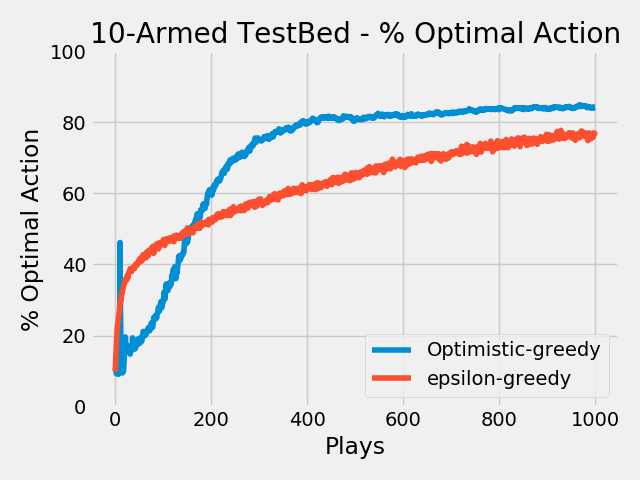 10-Armed TestBed - % Optimal Action
100
80
60
40
20
0
% Optimal Action
Optimistic-greedy
epsilon-greedy
0 200 400 600 800 1000
Plays